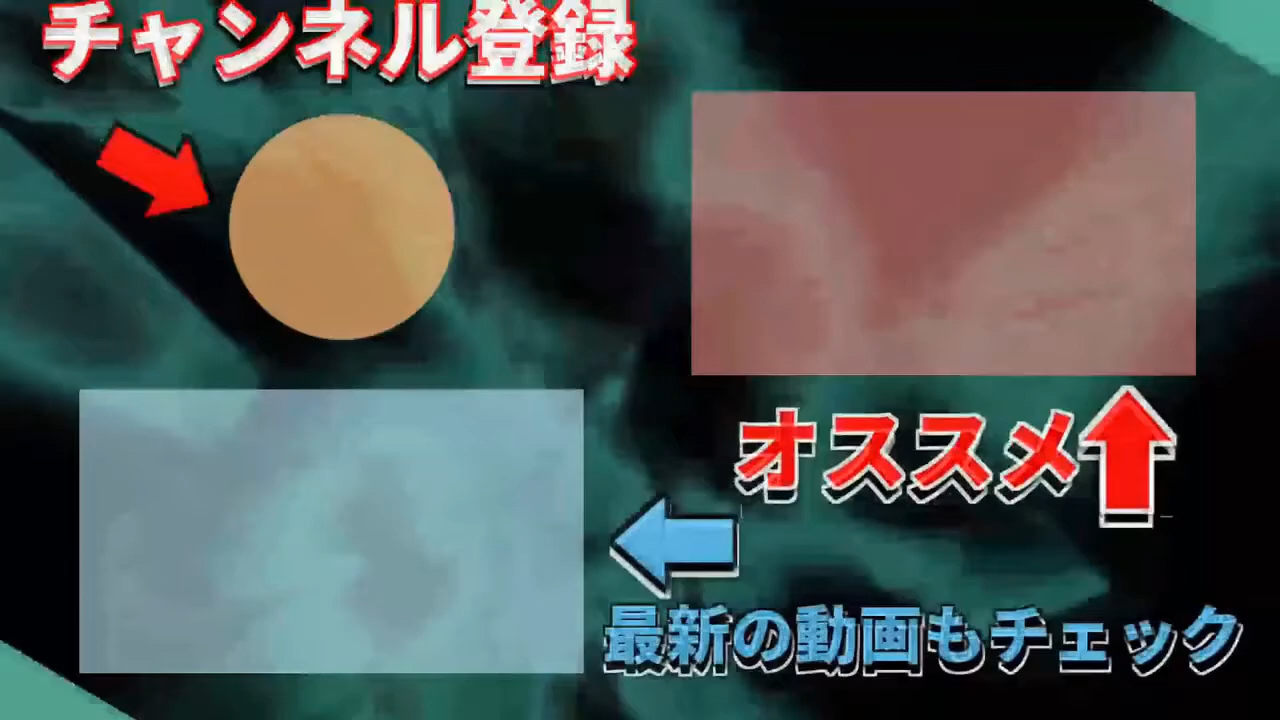 チャンネル登録
オススメ
最新の動画もチェック